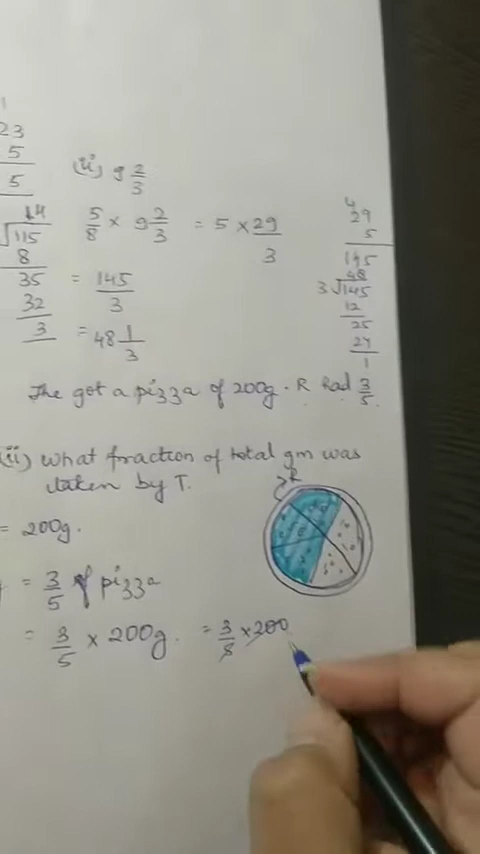 1
23
5
5
14
√115
8
35
32
3
(ii) 9 2/3
5/8 × 9 2/3 = 5 × 29/3
= 145/3
= 48 1/3
4
29
5
145
48
3√145
12
25
24
1
The got a pizza of 200g. R Rad 3/5.
(ii) what fraction of total gm was
taken by T.
R
= 200g.
= 3/5 of pizza
= 3/5 × 200g. = 3/5 × 200